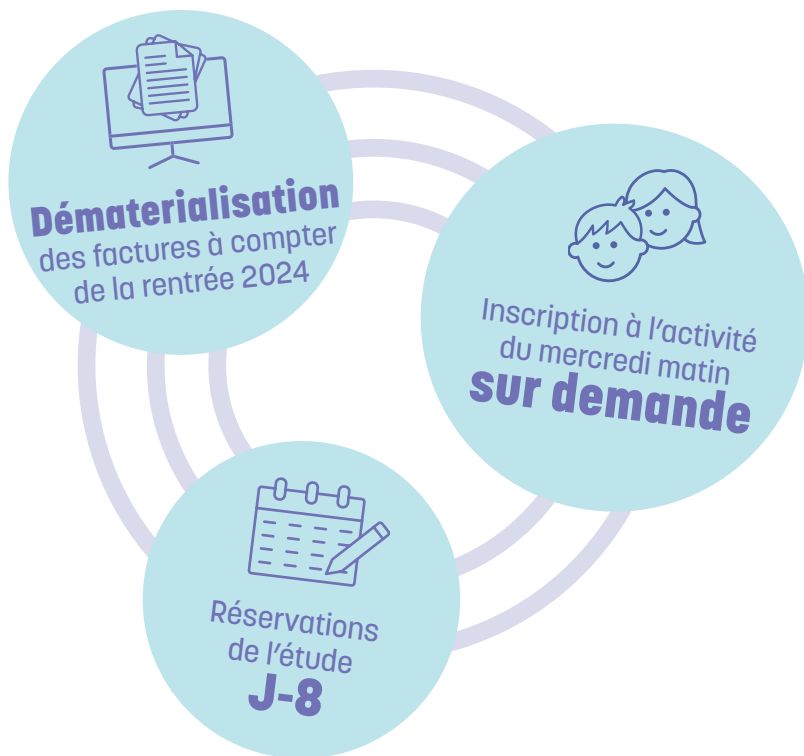 Dématerialisation
des factures à compter
de la rentrée 2024
Inscription à l'activité
du mercredi matin
sur demande
Réservations
de l'étude
J-8